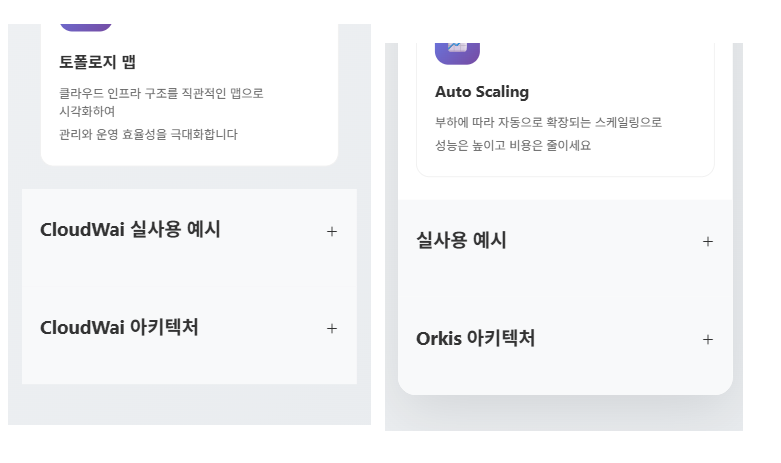 토폴로지 맵
클라우드 인프라 구조를 직관적인 맵으로
시각화하여
관리와 운영 효율성을 극대화합니다
CloudWai 실사용 예시
+
CloudWai 아키텍처
+
Auto Scaling
부하에 따라 자동으로 확장되는 스케일링으로
성능은 높이고 비용은 줄이세요
실사용 예시
+
Orkis 아키텍처
+